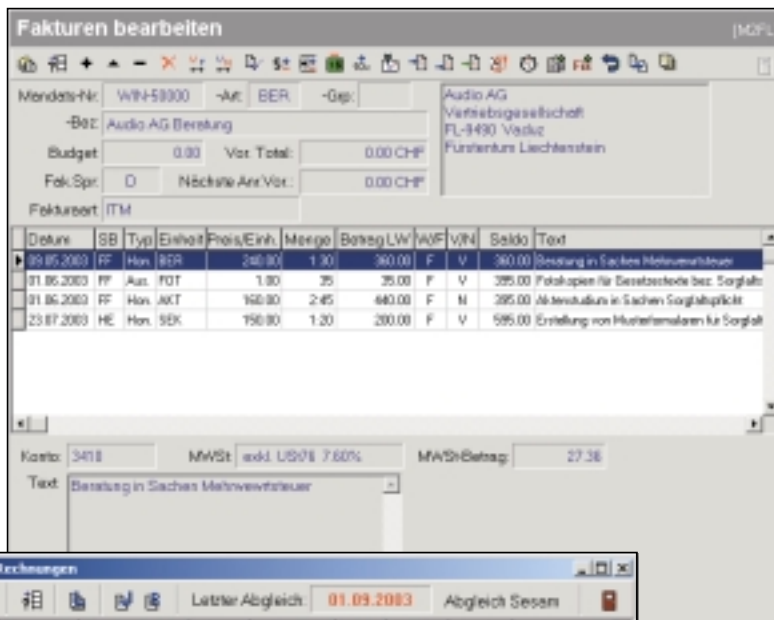 Fakturen bearbeiten [M2FL
Mandats-Nr: WIN-50000 -Art: BER -Grp:
Audio AG
Vertriebsgesellschaft
FL-9490 Vaduz
Fürstentum Liechtenstein
-Bez: Audio AG Beratung
Budget: 0.00 Vor. Total: 0.00 CHF
Fak.Spr.: D Nächste Anr.Vor.: 0.00 CHF
Fakturaart: ITM
Datum SB Typ Einheit Preis/Einh. Menge Betrag LW W/F V/N Saldo Text
09.05.2003 FF Hon. BER 240.00 1:30 360.00 F V 360.00 Beratung in Sachen
01.06.2003 FF Aus. FOT 1.00 35 35.00 F V 395.00 Fotokopien für Gesetzestexte bez. Sorgfalts
01.06.2003 FF Hon. AKT 160.00 2:45 440.00 F N 395.00 Aktenstudium in Sachen Sorgfaltspflicht
23.07.2003 HE Hon. SEK 150.00 1:20 200.00 F V 595.00 Erstellung von Musterformularen für Sorgfalt
Konto: 3410 MWSt: exkl. USt76 7.60% MWSt-Betrag: 27.36
Text: Beratung in Sachen
Rechnungen
Letzter Abgleich: 01.09.2003 Abgleich Sesam